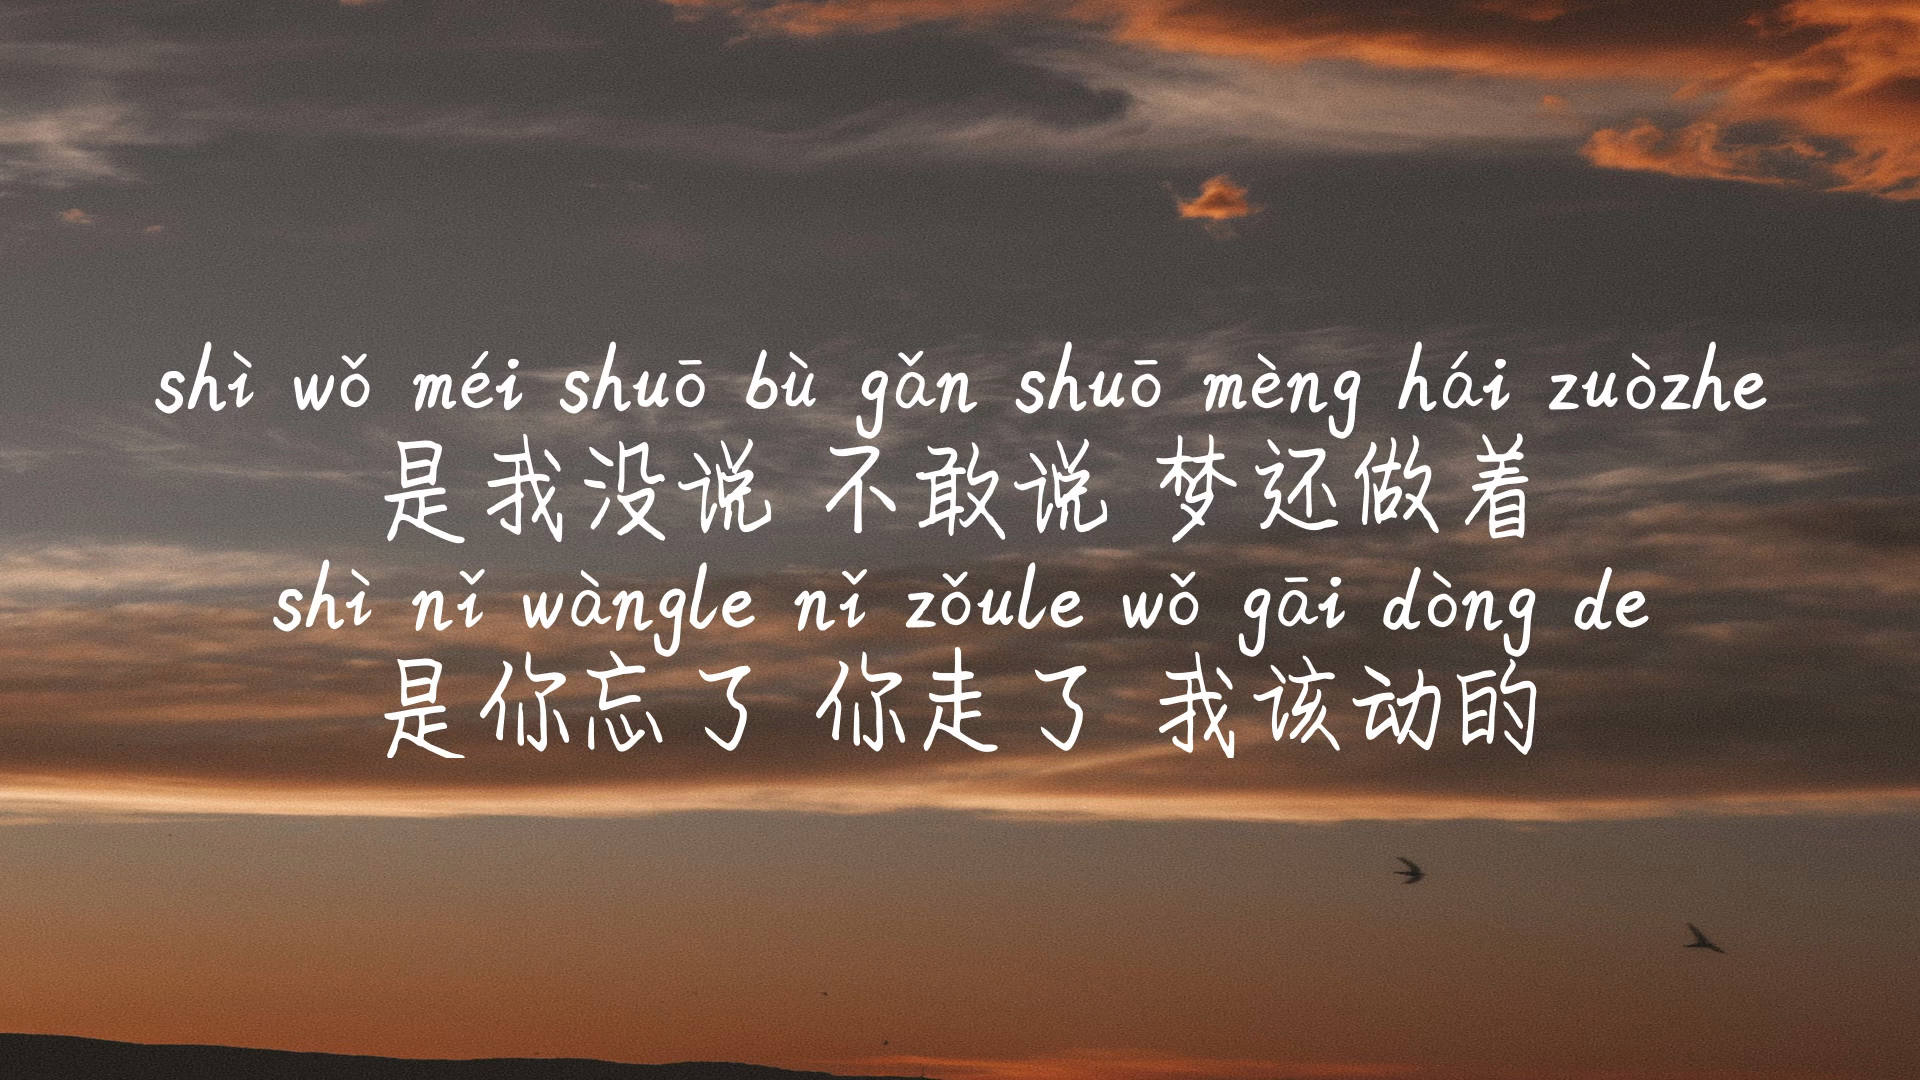 shì wǒ méi shuō bù gǎn shuō mèng hái zuòzhe
是我没说 不敢说 梦还做着
shì nǐ wàngle nǐ zǒule wǒ gāi dòng de
是你忘了 你走了 我该动的